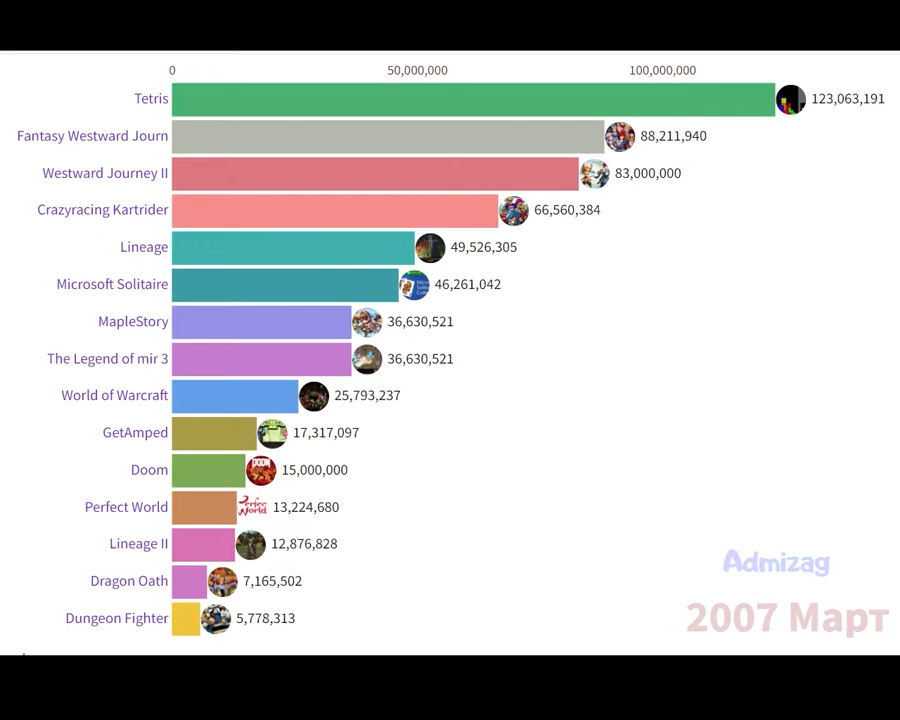 0 50,000,000 100,000,000
Tetris 123,063,191
Fantasy Westward Journ 88,211,940
Westward Journey II 83,000,000
Crazyracing Kartrider 66,560,384
Lineage 49,526,305
Microsoft Solitaire 46,261,042
MapleStory 36,630,521
The Legend of mir 3 36,630,521
World of Warcraft 25,793,237
GetAmped 17,317,097
Doom DOOM 15,000,000
Perfect World Perfect World 13,224,680
Lineage II 12,876,828
Dragon Oath 7,165,502
Dungeon Fighter 5,778,313
Admizag
2007 Март